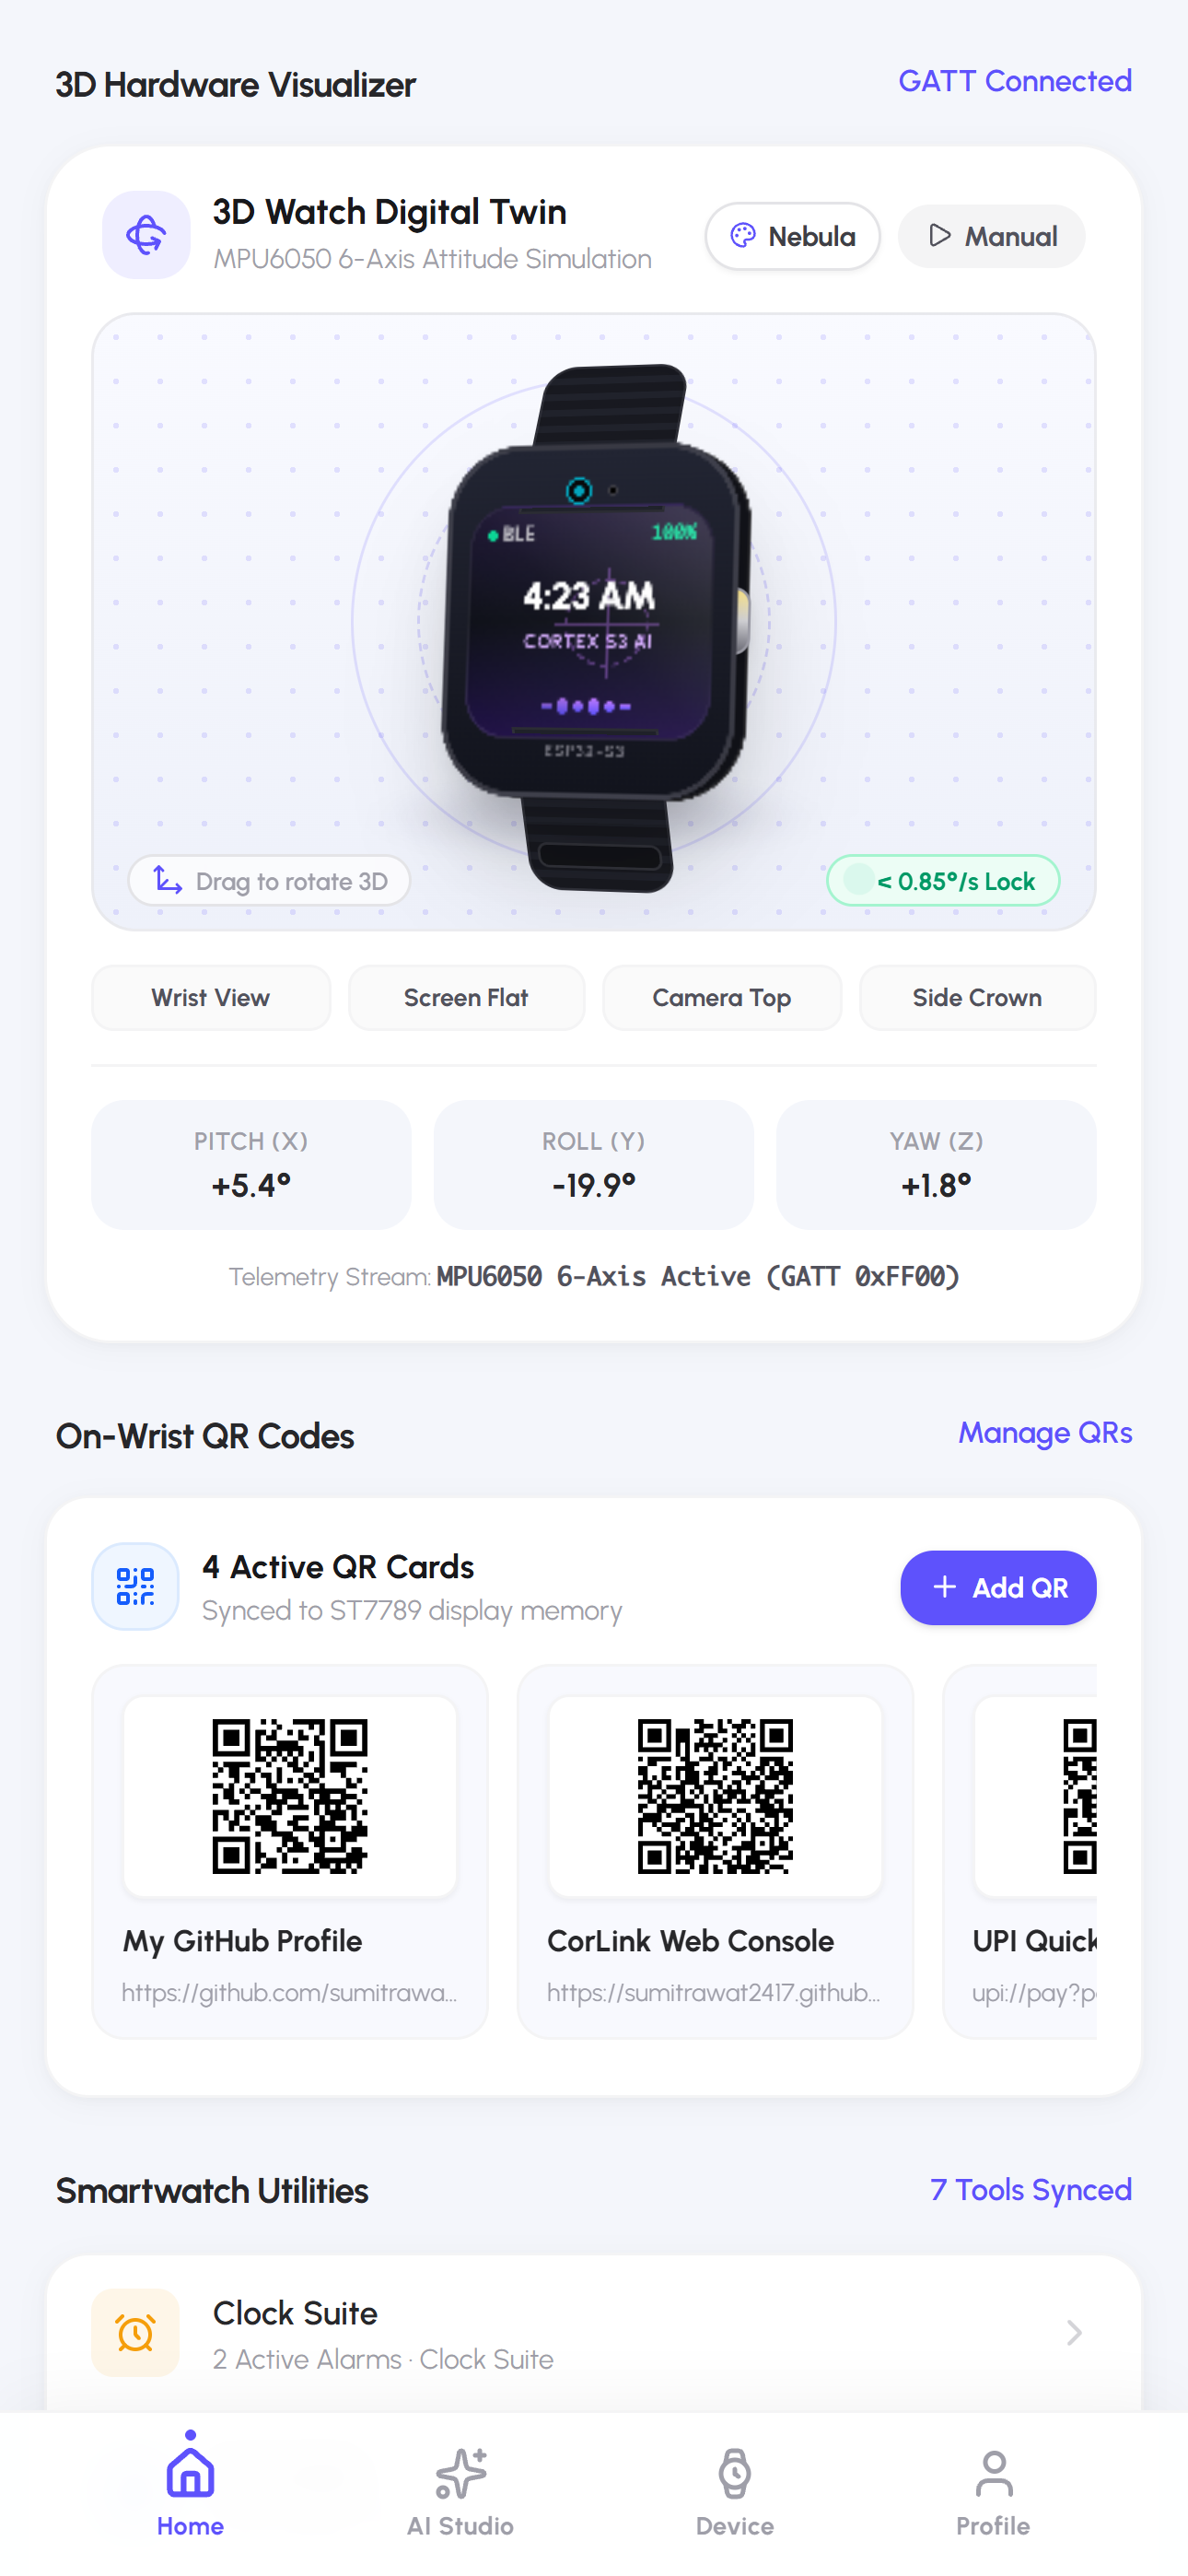 3D Hardware Visualizer
GATT Connected
3D Watch Digital Twin
MPU6050 6-Axis Attitude Simulation
Nebula
Manual
BLE
100%
4:23 AM
CORTEX S3 AI
ESP32-S3
Drag to rotate 3D
< 0.85°/s Lock
Wrist View
Screen Flat
Camera Top
Side Crown
PITCH (X)
+5.4°
ROLL (Y)
-19.9°
YAW (Z)
+1.8°
Telemetry Stream: MPU6050 6-Axis Active (GATT 0xFF00)
On-Wrist QR Codes
Manage QRs
4 Active QR Cards
Synced to ST7789 display memory
Add QR
My GitHub Profile
https://github.com/sumitrawa...
CorLink Web Console
https://sumitrawat2417.github...
UPI Quick
upi://pay?p
Smartwatch Utilities
7 Tools Synced
Clock Suite
2 Active Alarms · Clock Suite
Home
AI Studio
Device
Profile